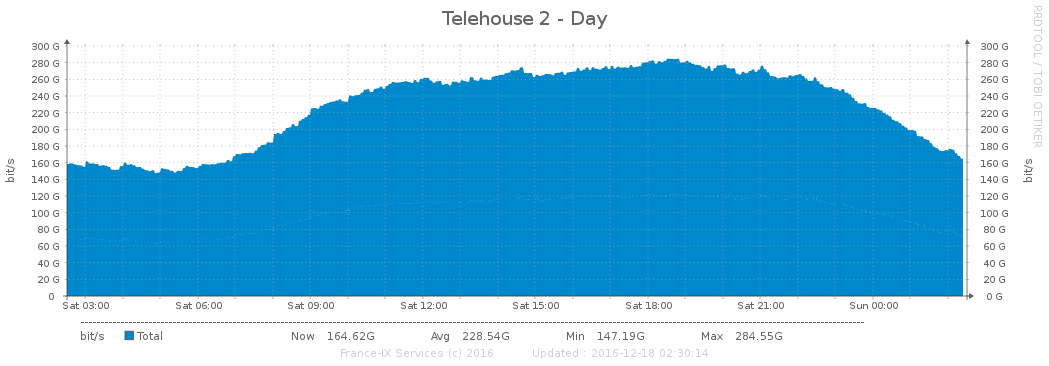 Telehouse 2 - Day
RRDTOOL / TOBI OETIKER
bit/s
bit/s
300 G 300 G
280 G 280 G
260 G 260 G
240 G 240 G
220 G 220 G
200 G 200 G
180 G 180 G
160 G 160 G
140 G 140 G
120 G 120 G
100 G 100 G
80 G 80 G
60 G 60 G
40 G 40 G
20 G 20 G
0 0 G
Sat 03:00 Sat 06:00 Sat 09:00 Sat 12:00 Sat 15:00 Sat 18:00 Sat 21:00 Sun 00:00
bit/s Total Now 164.62G Avg 228.54G Min 147.19G Max 284.55G
France-IX Services (c) 2016 Updated : 2016-12-18 02:30:14